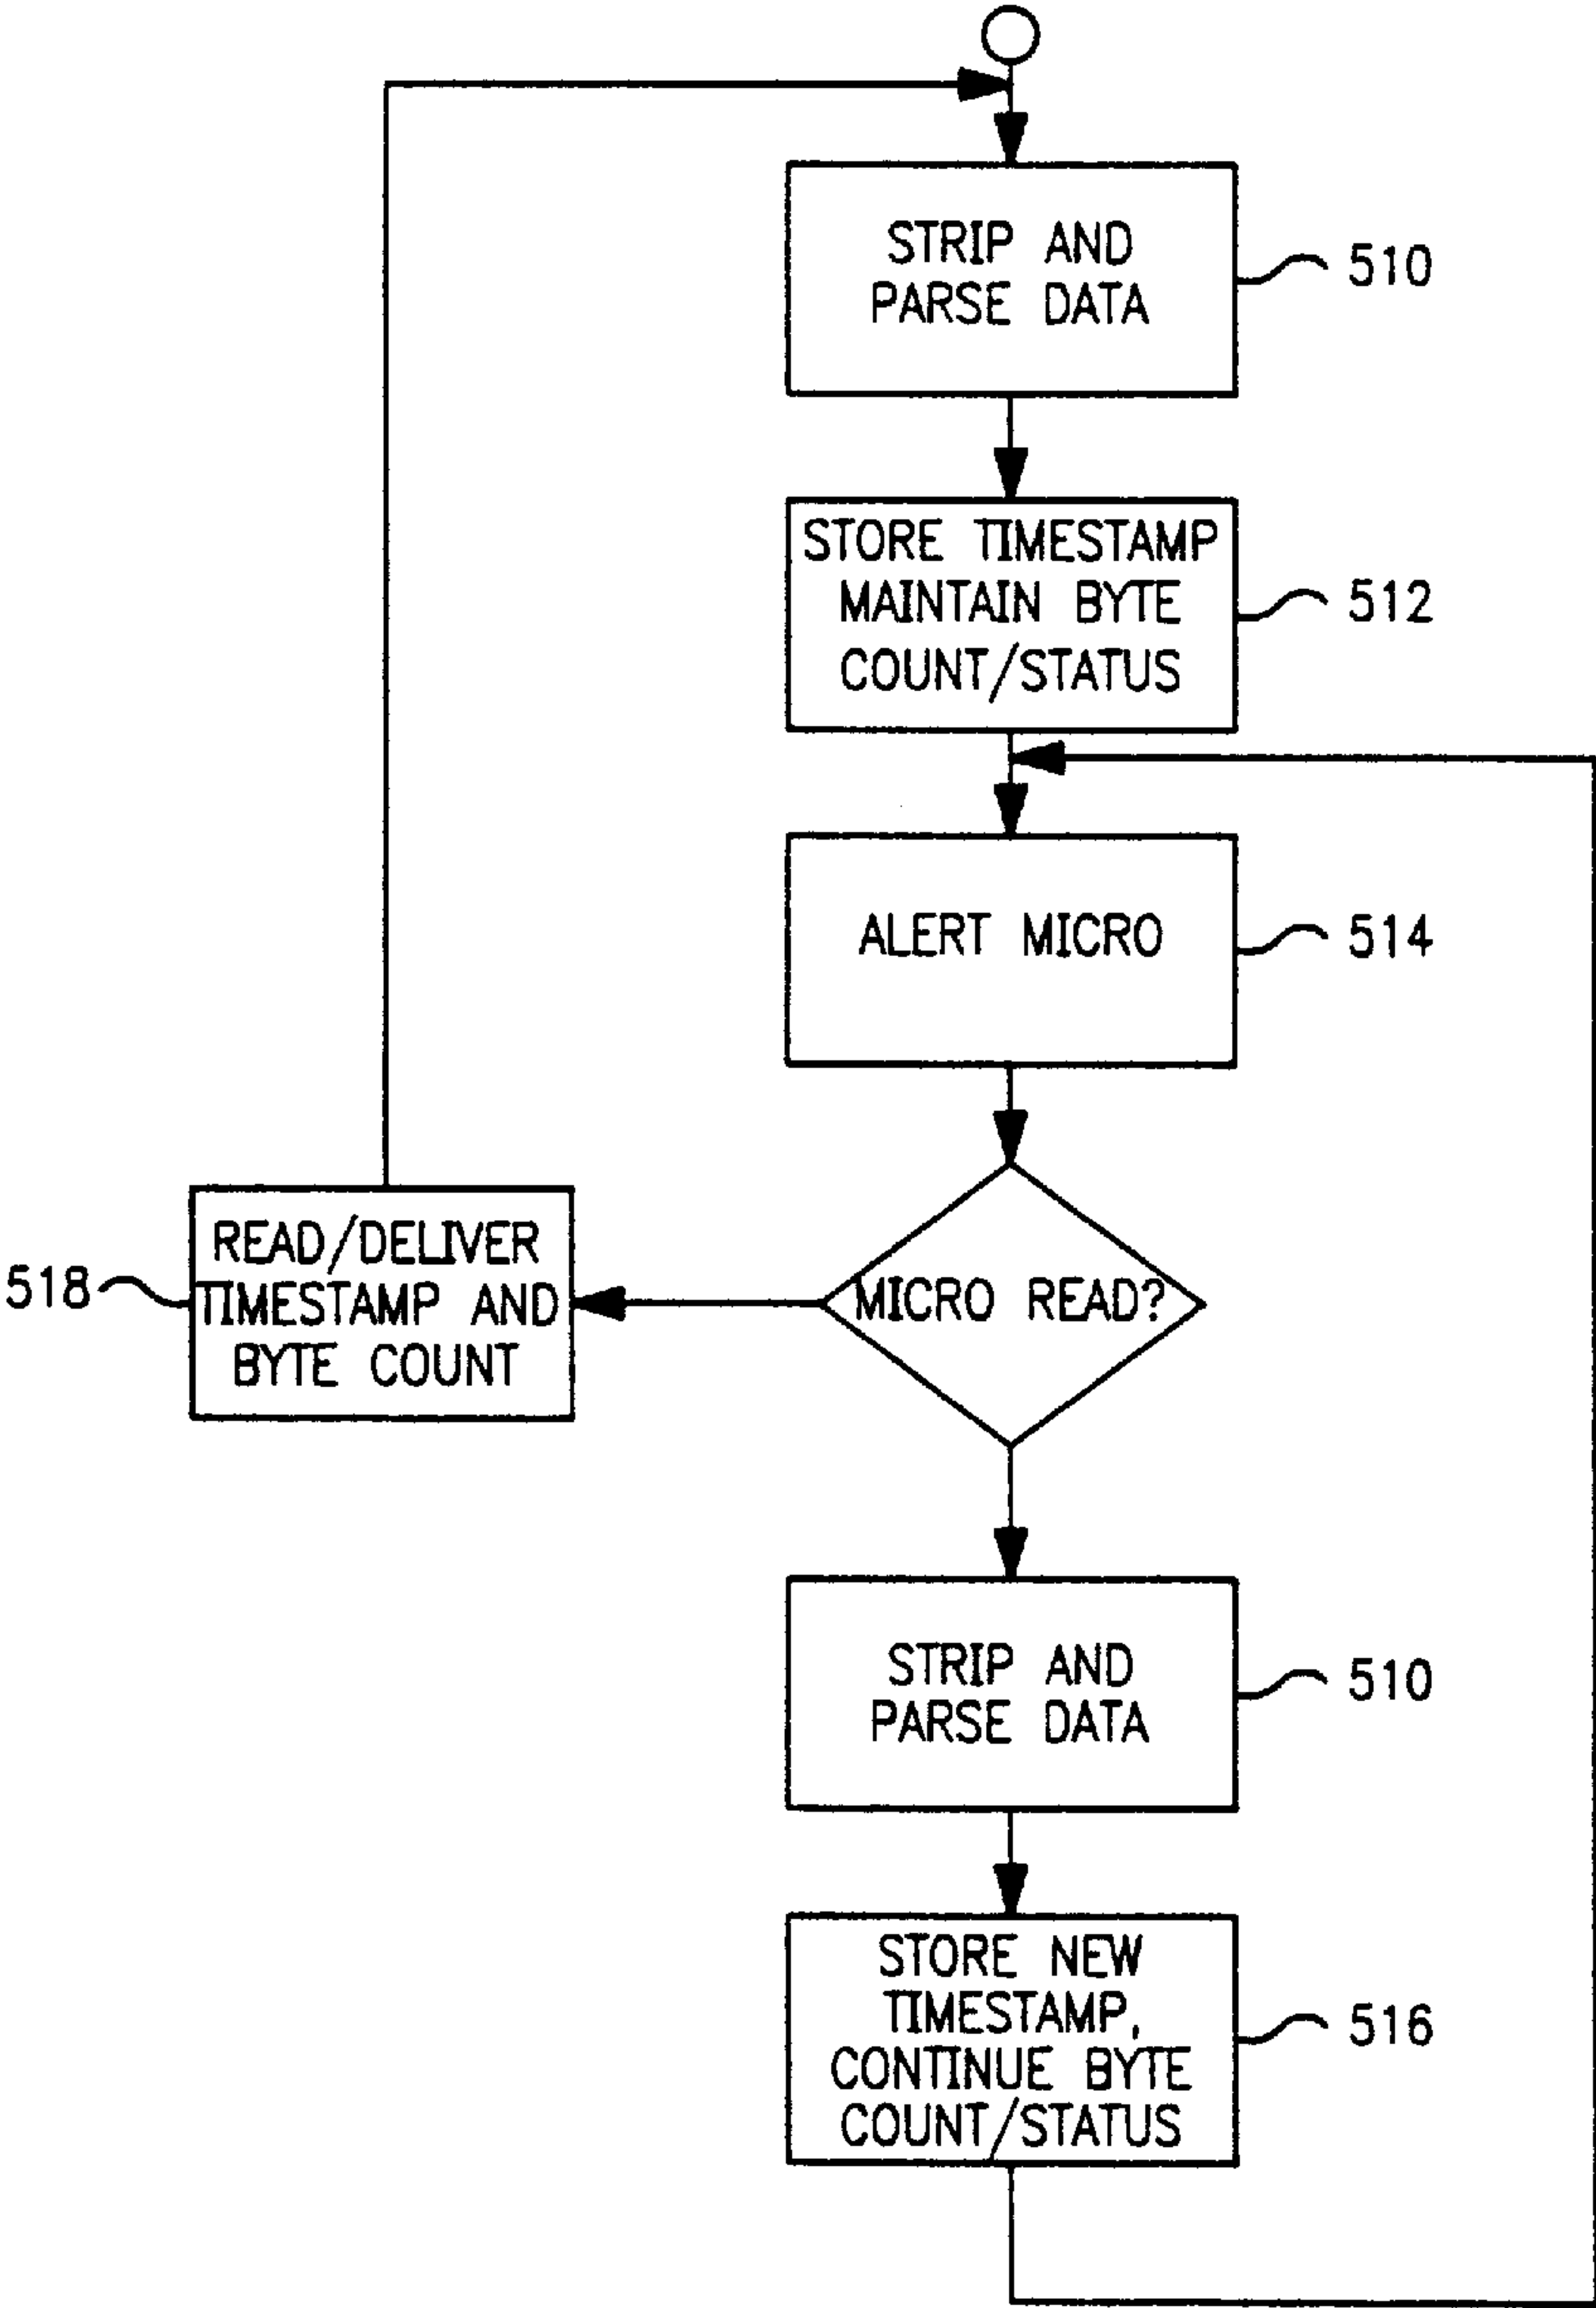 STRIP AND
PARSE DATA
510
STORE TIMESTAMP
MAINTAIN BYTE
COUNT/STATUS
512
ALERT MICRO
514
READ/DELIVER
TIMESTAMP AND
BYTE COUNT
518
MICRO READ?
STRIP AND
PARSE DATA
510
STORE NEW
TIMESTAMP,
CONTINUE BYTE
COUNT/STATUS
516